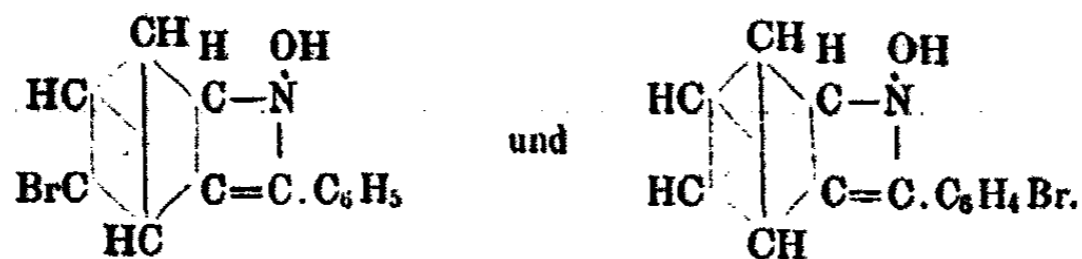 CH H OH CH H OH
HC C—N HC C—N
und
BrC C=C.C₆H₅ HC C=C.C₆H₄Br.
HC CH